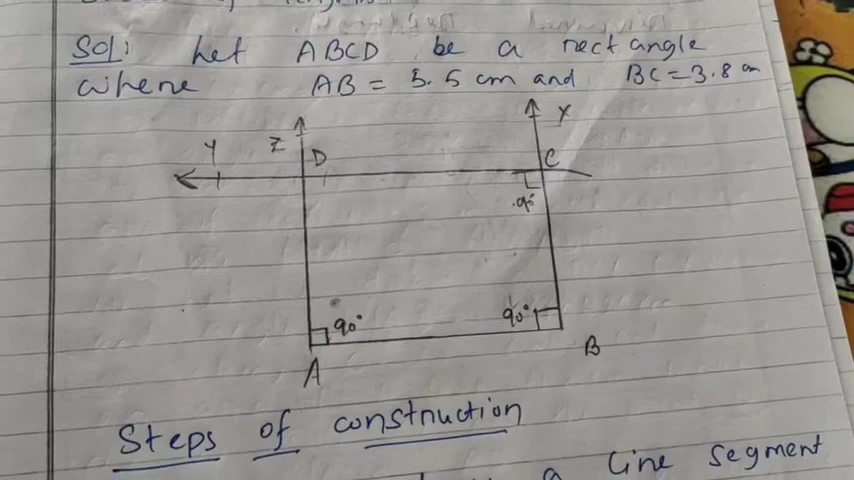 Sol: Let ABCD be a rectangle
where AB = 5.5 cm and BC = 3.8 cm
X
Y Z D C
90°
90° 90°
A B
Steps of construction
a line segment